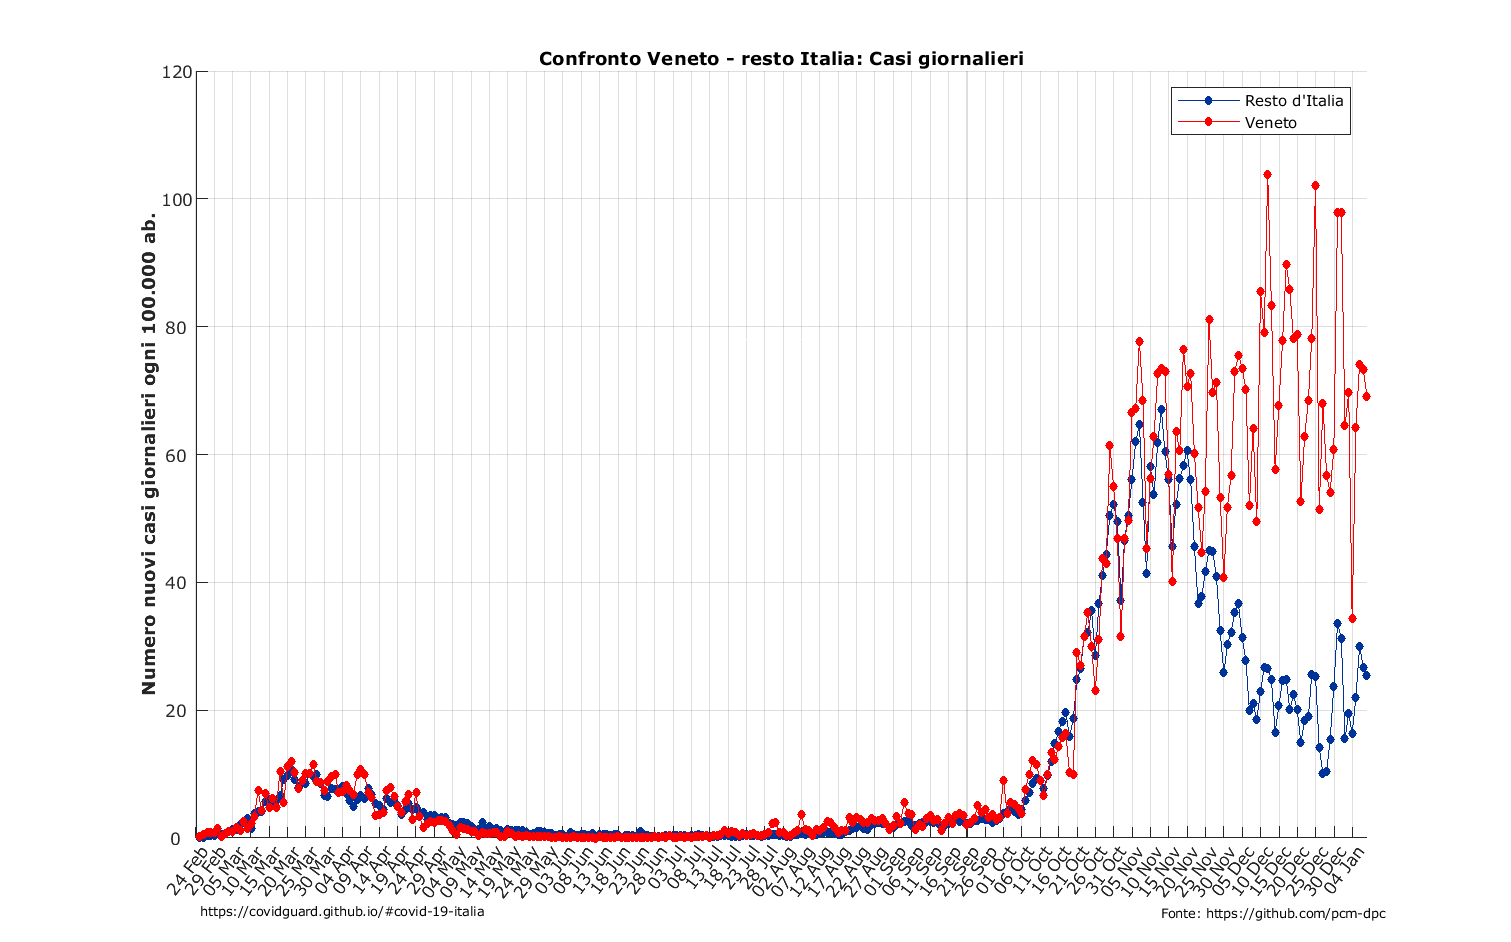 Confronto Veneto - resto Italia: Casi giornalieri
Resto d'Italia
Veneto
Numero nuovi casi giornalieri ogni 100.000 ab.
120
100
80
60
40
20
0
24 Feb
29 Feb
05 Mar
10 Mar
15 Mar
20 Mar
25 Mar
30 Mar
04 Apr
09 Apr
14 Apr
19 Apr
24 Apr
29 Apr
04 May
09 May
14 May
19 May
24 May
29 May
03 Jun
08 Jun
13 Jun
18 Jun
23 Jun
28 Jun
03 Jul
08 Jul
13 Jul
18 Jul
23 Jul
28 Jul
02 Aug
07 Aug
12 Aug
17 Aug
22 Aug
27 Aug
01 Sep
06 Sep
11 Sep
16 Sep
21 Sep
26 Sep
01 Oct
06 Oct
11 Oct
16 Oct
21 Oct
26 Oct
31 Oct
05 Nov
10 Nov
15 Nov
20 Nov
25 Nov
30 Nov
05 Dec
10 Dec
15 Dec
20 Dec
25 Dec
30 Dec
04 Jan
https://covidguard.github.io/#covid-19-italia
Fonte: https://github.com/pcm-dpc